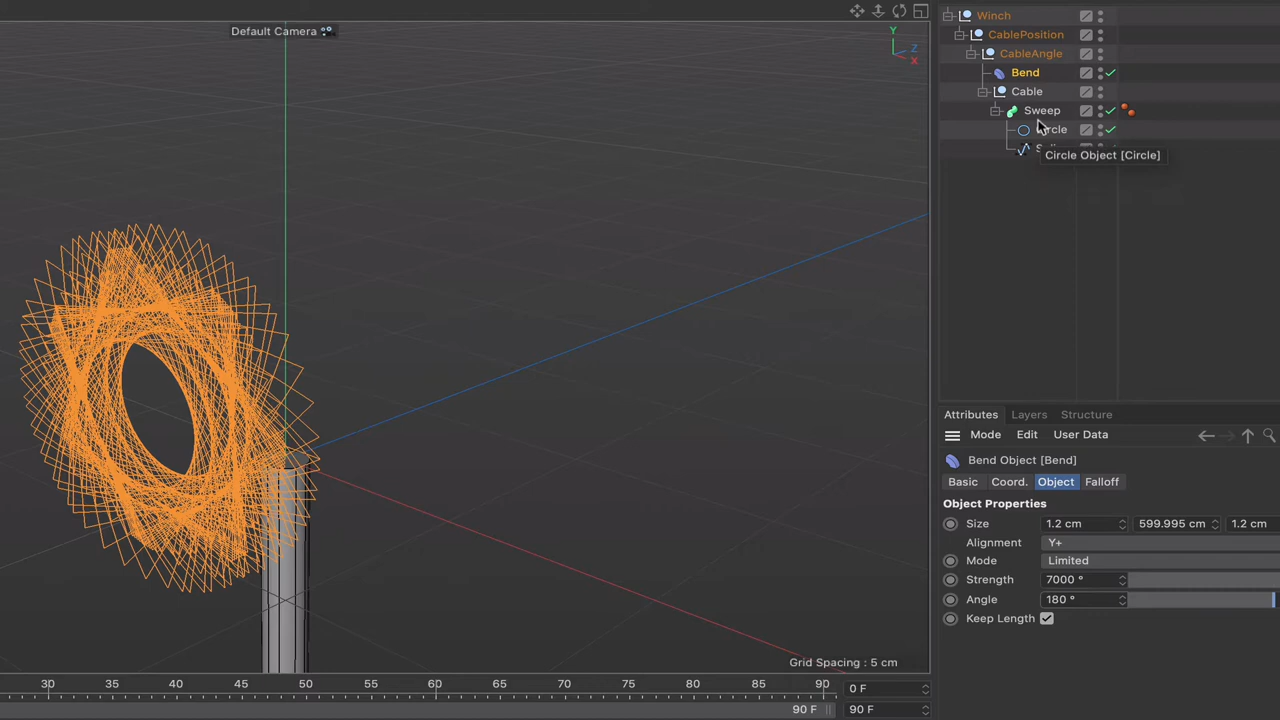 Default Camera
Y
Z
X
Grid Spacing : 5 cm
30 35 40 45 50 55 60 65 70 75 80 85 90
0 F
90 F
90 F
Winch
CablePosition
CableAngle
Bend
Cable
Sweep
Circle Object [Circle]
Attributes Layers Structure
Mode Edit User Data
Bend Object [Bend]
Basic Coord. Object Falloff
Object Properties
Size 1.2 cm 599.995 cm 1.2 cm
Alignment Y+
Mode Limited
Strength 7000 °
Angle 180 °
Keep Length